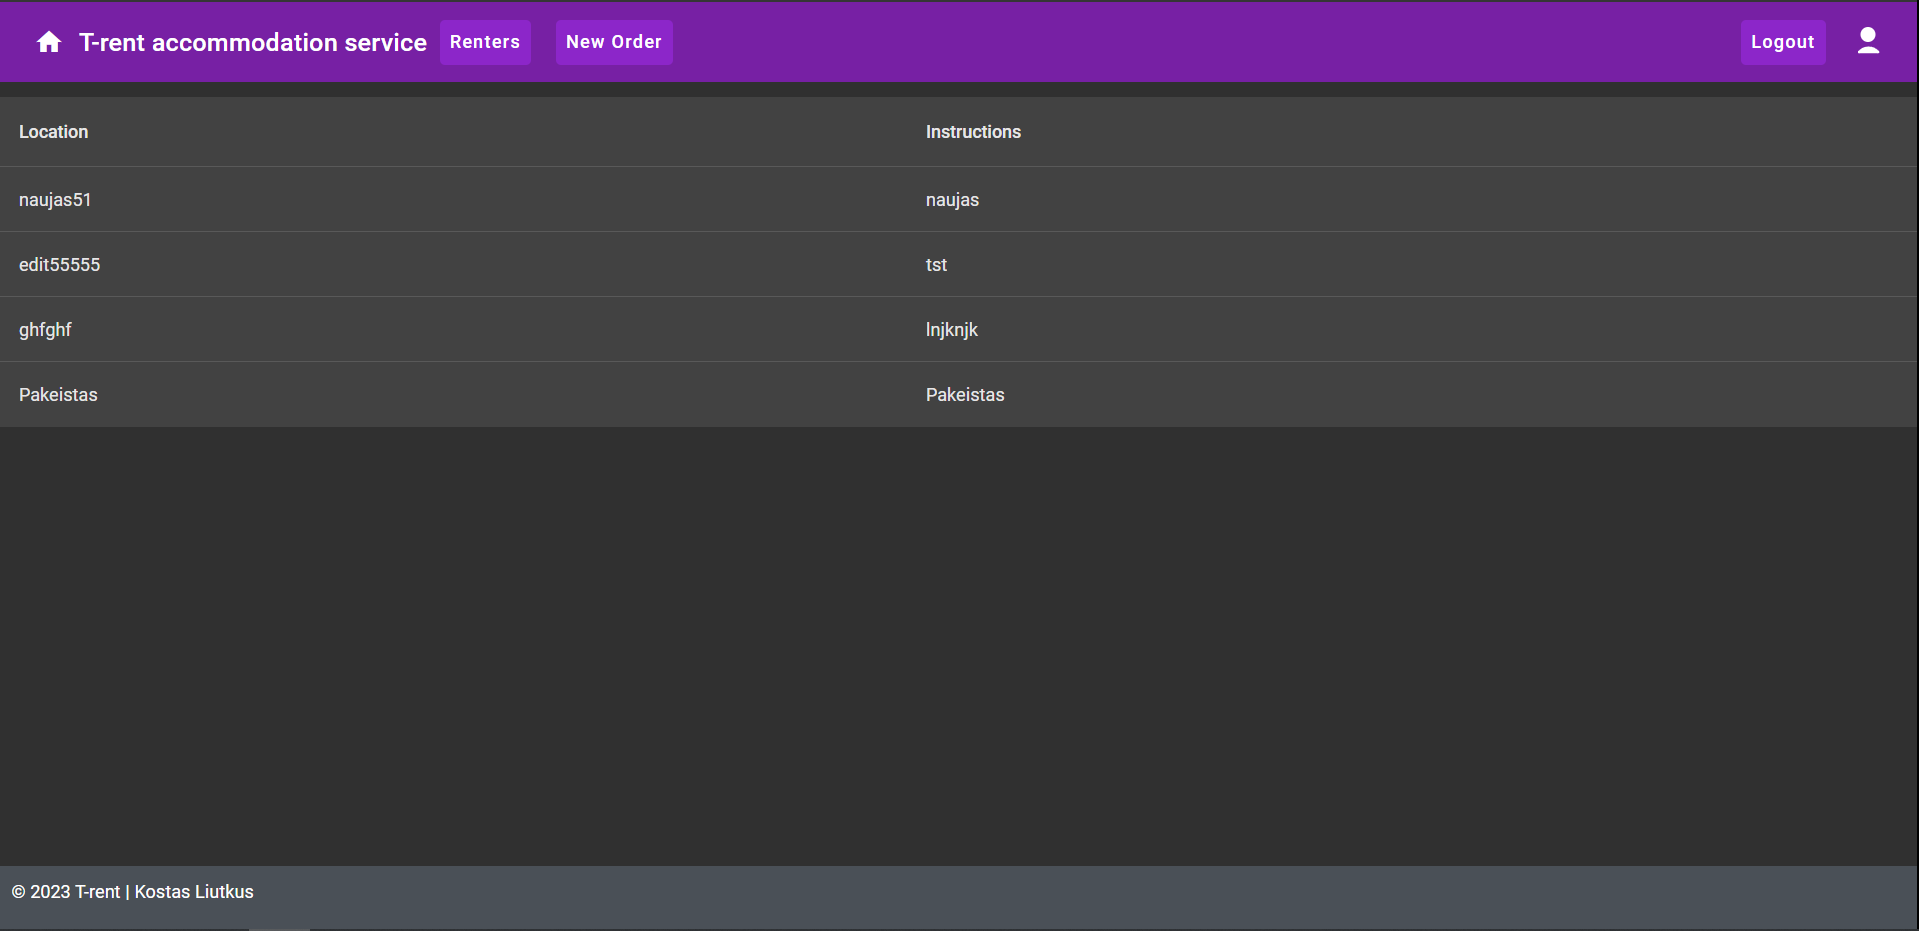 T-rent accommodation service Renters New Order Logout
Location Instructions
naujas51 naujas
edit55555 tst
ghfghf lnjknjk
Pakeistas Pakeistas
© 2023 T-rent | Kostas Liutkus